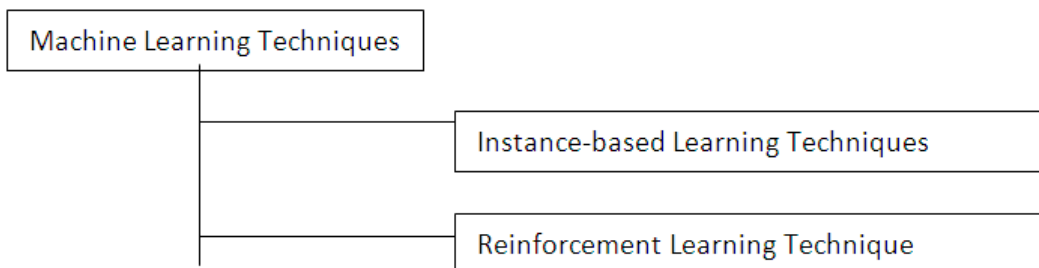 Machine Learning Techniques
Instance-based Learning Techniques
Reinforcement Learning Technique